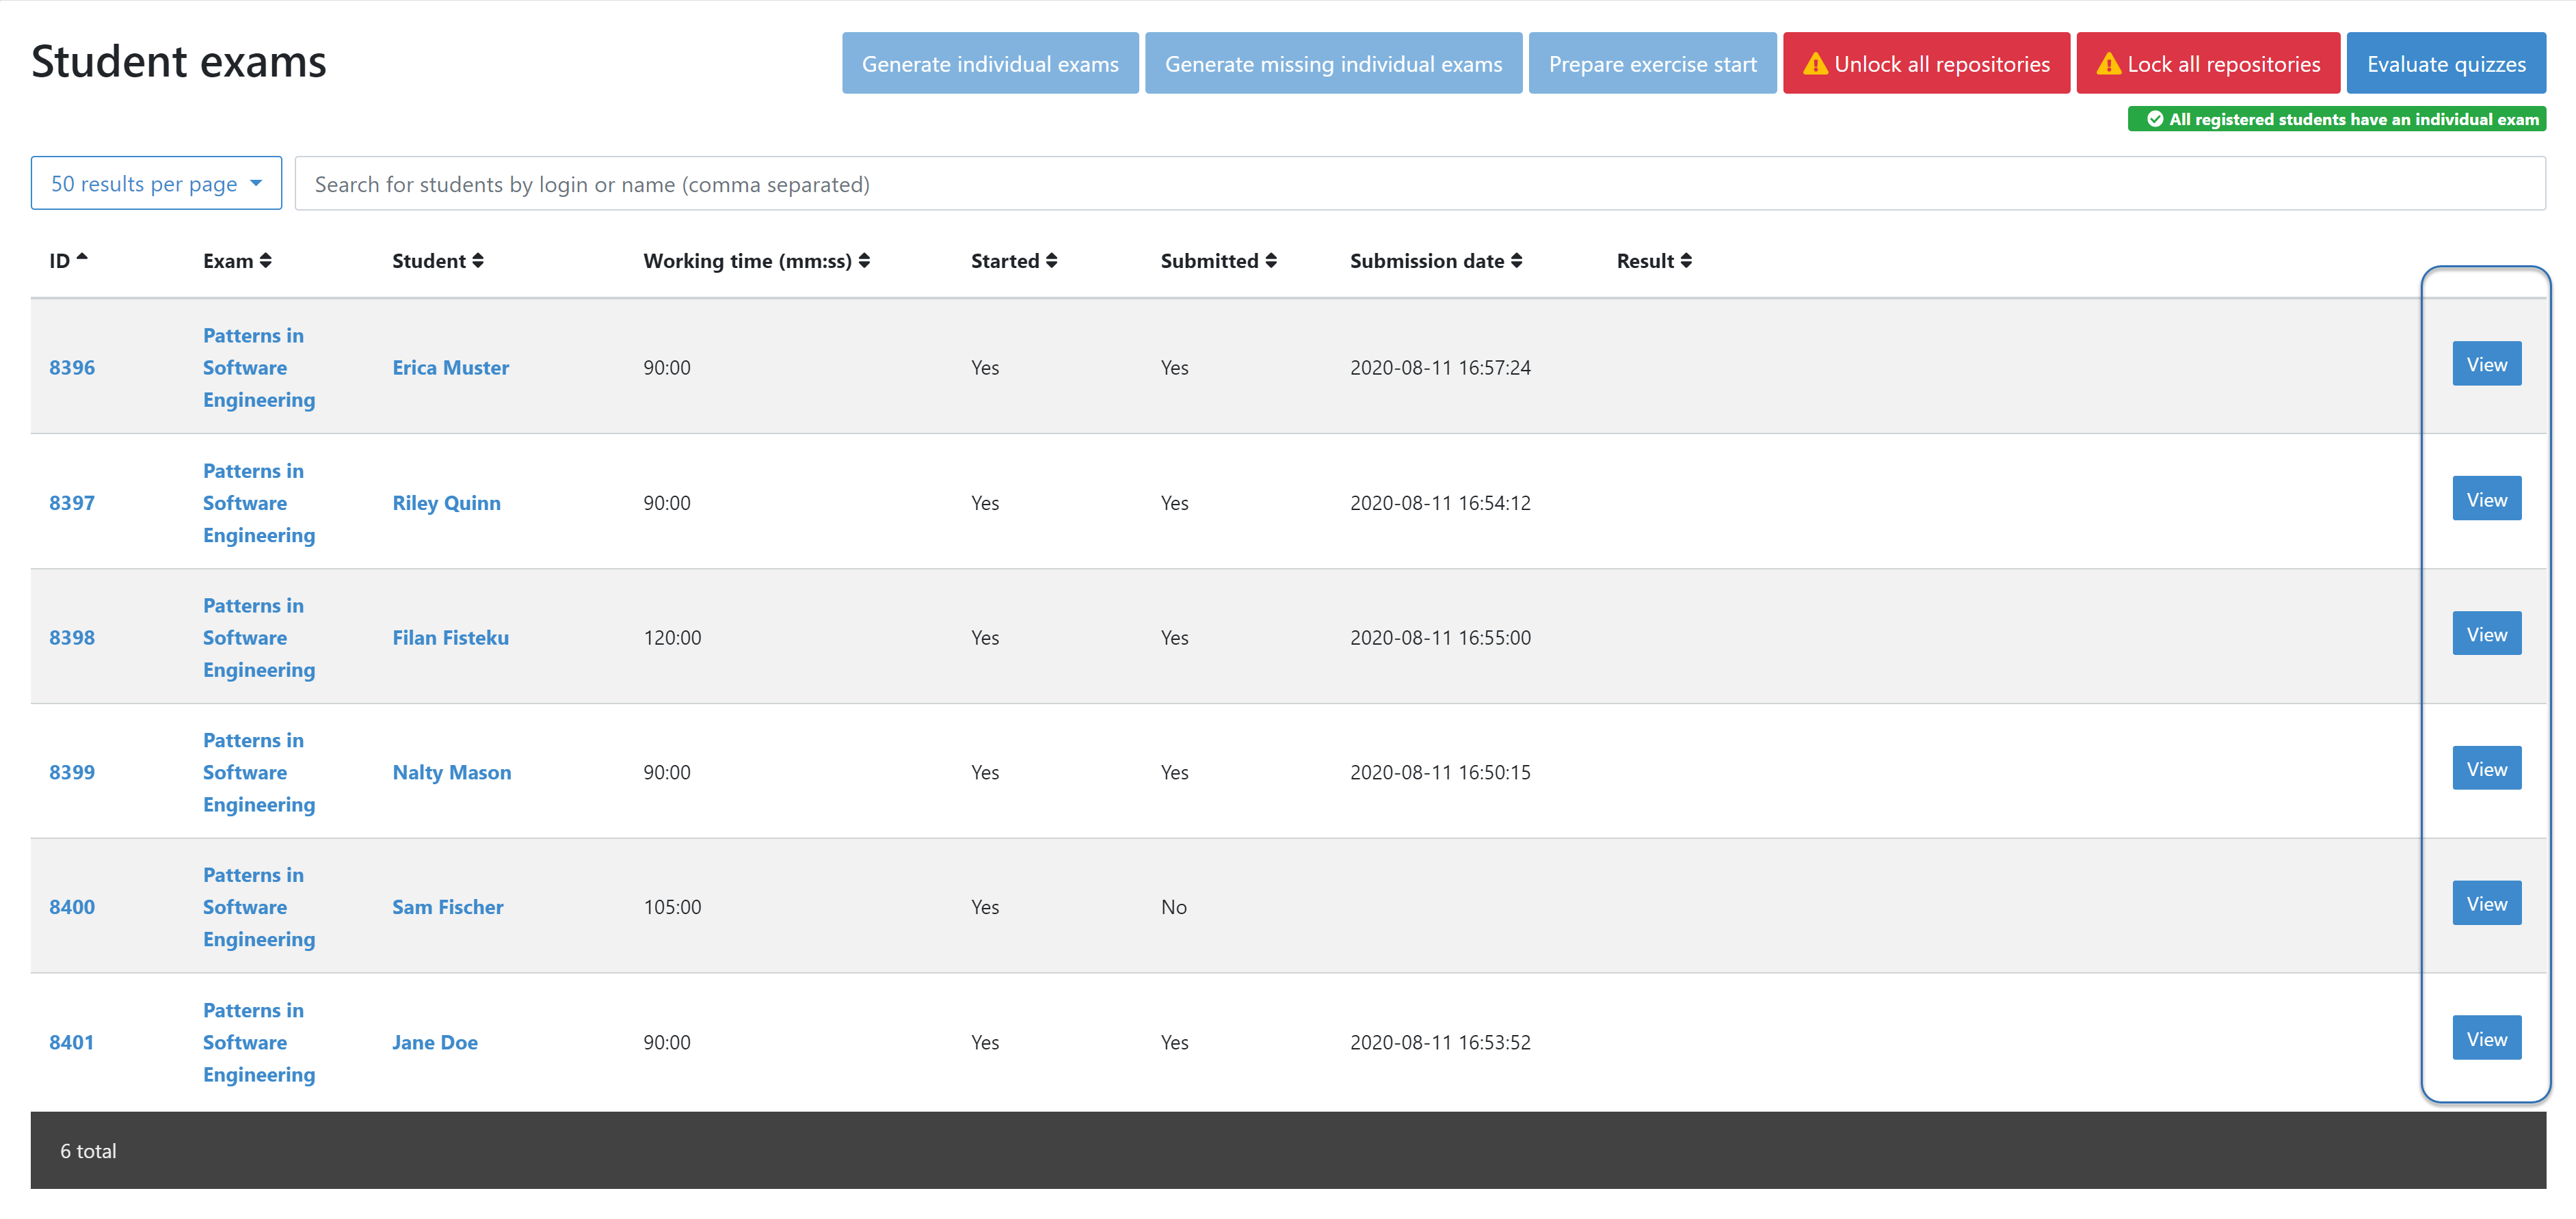 Student exams
Generate individual exams
Generate missing individual exams
Prepare exercise start
Unlock all repositories
Lock all repositories
Evaluate quizzes
All registered students have an individual exam
50 results per page
Search for students by login or name (comma separated)
ID Exam Student Working time (mm:ss) Started Submitted Submission date Result
Patterns in
8396 Software Erica Muster 90:00 Yes Yes 2020-08-11 16:57:24 View
Engineering
Patterns in
8397 Software Riley Quinn 90:00 Yes Yes 2020-08-11 16:54:12 View
Engineering
Patterns in
8398 Software Filan Fisteku 120:00 Yes Yes 2020-08-11 16:55:00 View
Engineering
Patterns in
8399 Software Nalty Mason 90:00 Yes Yes 2020-08-11 16:50:15 View
Engineering
Patterns in
8400 Software Sam Fischer 105:00 Yes No View
Engineering
Patterns in
8401 Software Jane Doe 90:00 Yes Yes 2020-08-11 16:53:52 View
Engineering
6 total